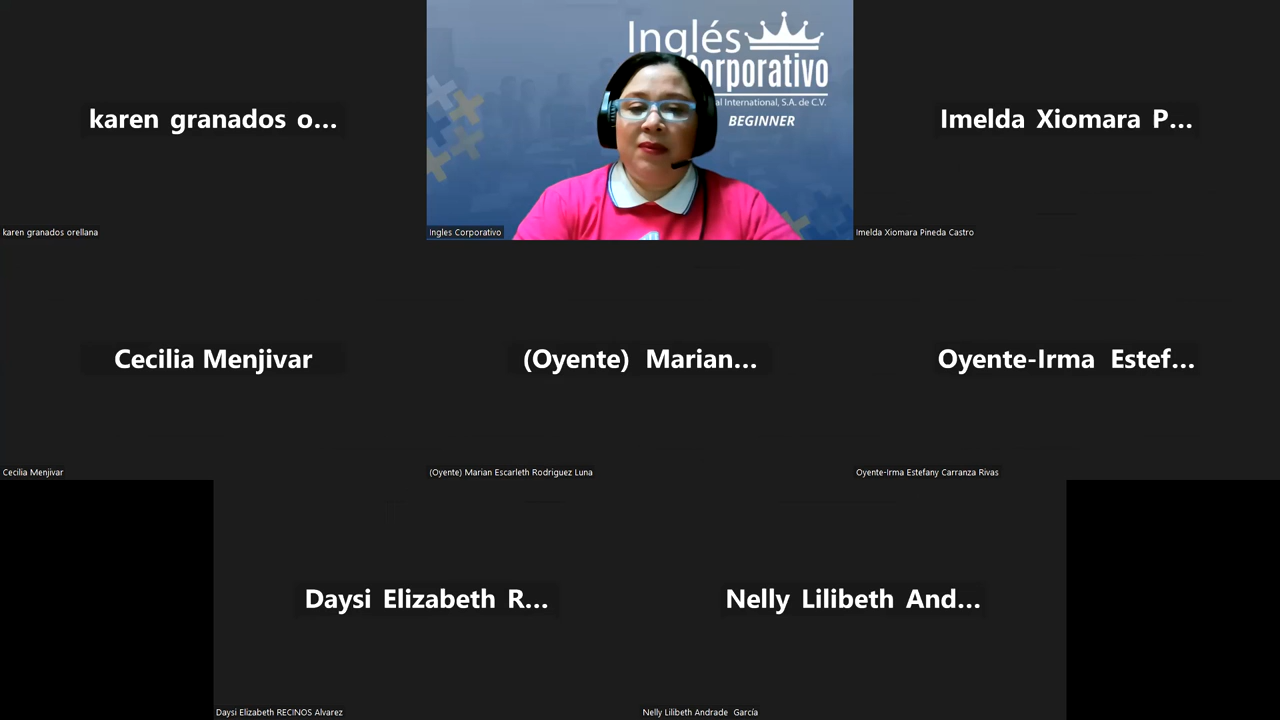 karen granados o...
karen granados orellana
Inglés
orporativo
al International, S.A. de C.V.
BEGINNER
Ingles Corporativo
Imelda Xiomara P...
Imelda Xiomara Pineda Castro
Cecilia Menjivar
Cecilia Menjivar
(Oyente) Marian...
(Oyente) Marian Escarleth Rodriguez Luna
Oyente-Irma Estef...
Oyente-Irma Estefany Carranza Rivas
Daysi Elizabeth R...
Daysi Elizabeth RECINOS Alvarez
Nelly Lilibeth And...
Nelly Lilibeth Andrade García